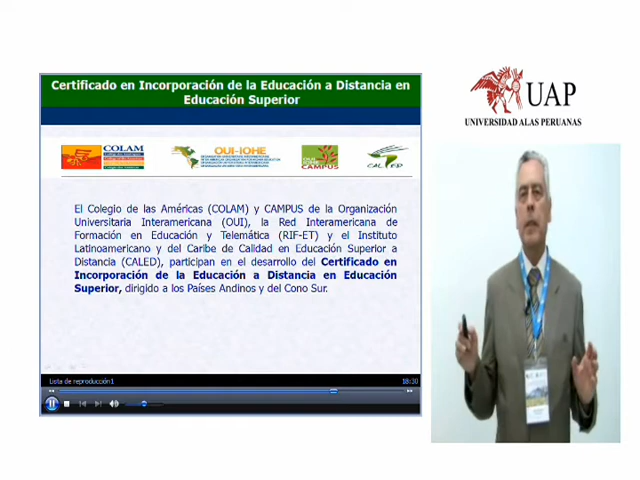 Certificado en Incorporación de la Educación a Distancia en
Educación Superior
UAP
UNIVERSIDAD ALAS PERUANAS
COLAM
OUI-IOHE
CAMPUS
CALED
El Colegio de las Américas (COLAM) y CAMPUS de la Organización
Universitaria Interamericana (OUI), la Red Interamericana de
Formación en Educación y Telemática (RIF-ET) y el Instituto
Latinoamericano y del Caribe de Calidad en Educación Superior a
Distancia (CALED), participan en el desarrollo del Certificado en
Incorporación de la Educación a Distancia en Educación
Superior, dirigido a los Países Andinos y del Cono Sur.
Lista de reproducción1
18:30